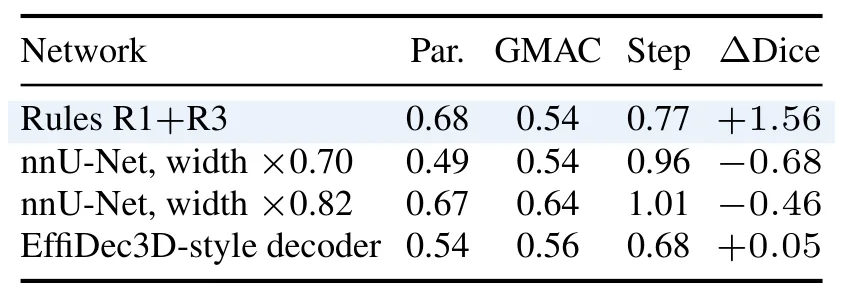 Network Par. GMAC Step ΔDice
Rules R1+R3 0.68 0.54 0.77 +1.56
nnU-Net, width ×0.70 0.49 0.54 0.96 −0.68
nnU-Net, width ×0.82 0.67 0.64 1.01 −0.46
EffiDec3D-style decoder 0.54 0.56 0.68 +0.05